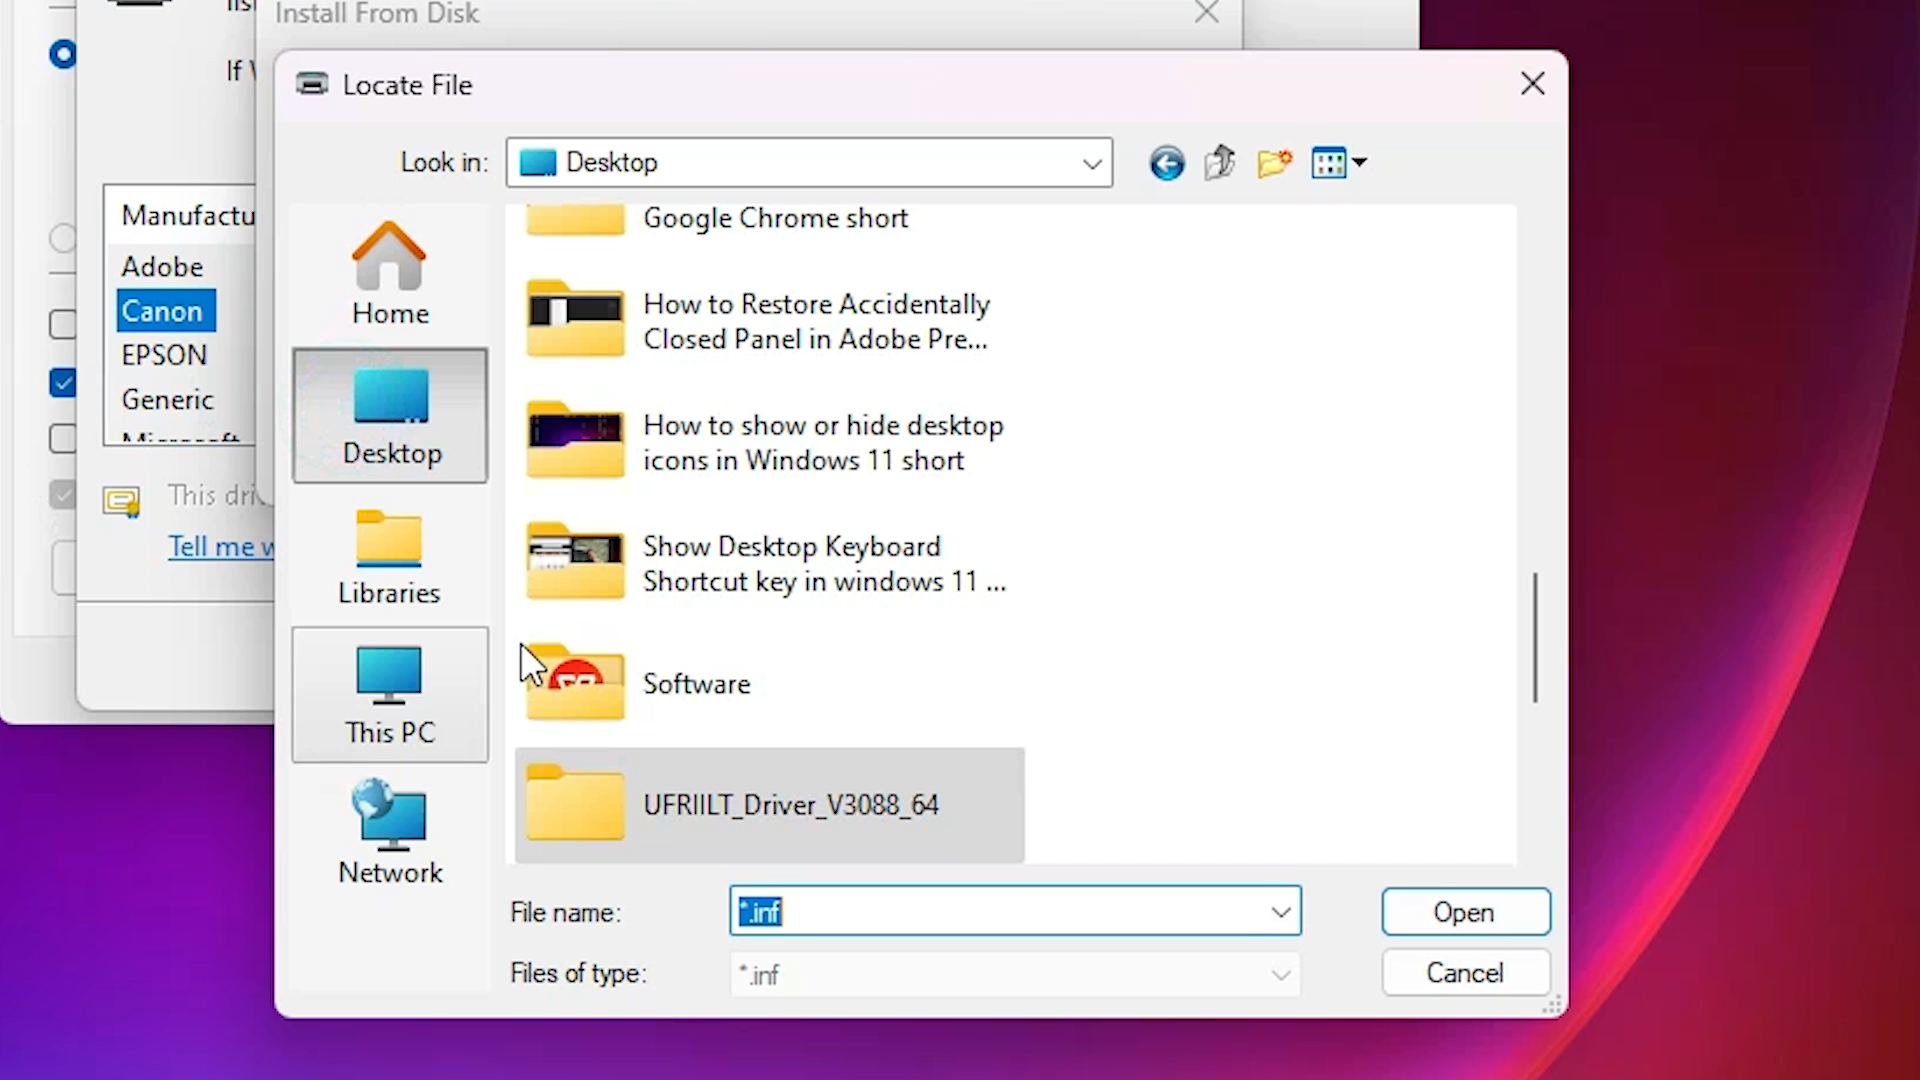 Install From Disk
If
Locate File
Look in:
Desktop
Manufactu
Adobe
Canon
EPSON
Generic
This dri
Tell me w
Home
Desktop
Libraries
This PC
Network
Google Chrome short
How to Restore Accidentally
Closed Panel in Adobe Pre...
How to show or hide desktop
icons in Windows 11 short
Show Desktop Keyboard
Shortcut key in windows 11 ...
Software
UFRIILT_Driver_V3088_64
File name:
*.inf
Open
Files of type:
*.inf
Cancel